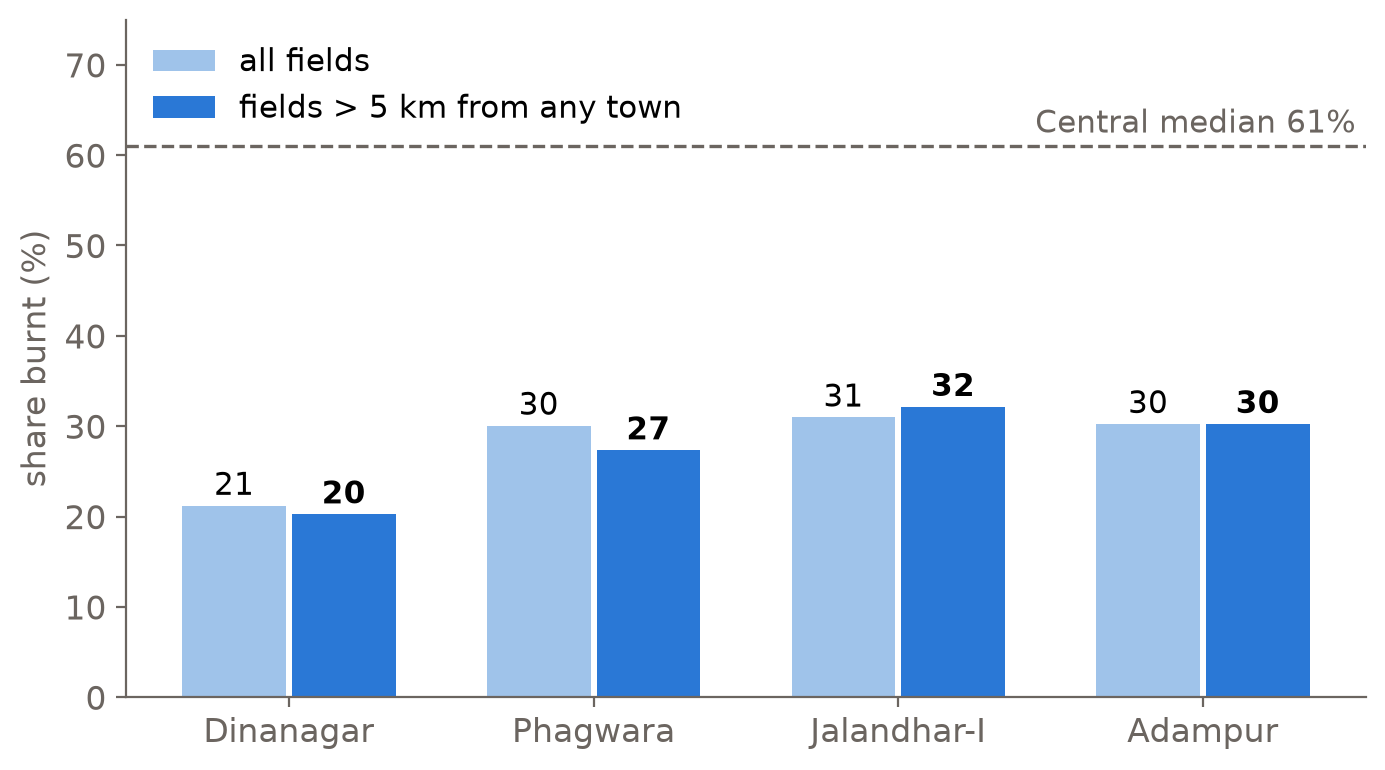 all fields
fields > 5 km from any town
Central median 61%
share burnt (%)
70
60
50
40
30
20
10
0
21
20
30
27
31
32
30
30
Dinanagar
Phagwara
Jalandhar-I
Adampur